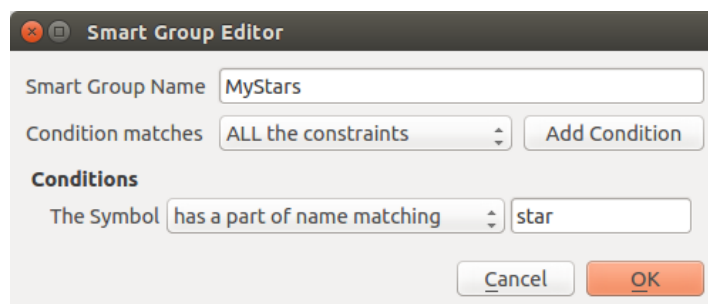 Smart Group Editor
Smart Group Name MyStars
Condition matches ALL the constraints Add Condition
Conditions
The Symbol has a part of name matching star
Cancel OK